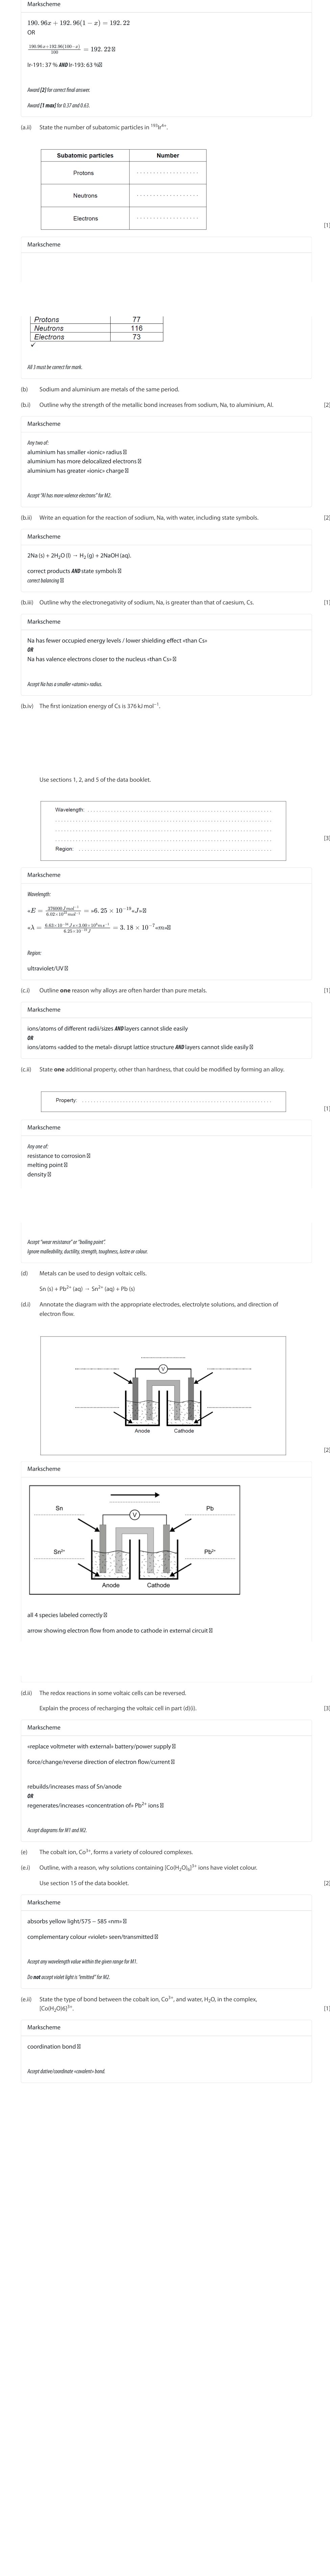 Markscheme
190. 96x + 192. 96(1 − x) = 192. 22
OR
190.96x+192.96(100−x)/100 = 192. 22 ✓
Ir-191: 37 % AND Ir-193: 63 % ✓
Award [2] for correct final answer.
Award [1 max] for 0.37 and 0.63.
(a.ii) State the number of subatomic particles in ¹⁹³Ir⁴⁺. [1]
Subatomic particles Number
Protons
Neutrons
Electrons
Markscheme
Protons 77
Neutrons 116
Electrons 73
✓
All 3 must be correct for mark.
(b) Sodium and aluminium are metals of the same period.
(b.i) Outline why the strength of the metallic bond increases from sodium, Na, to aluminium, Al. [2]
Markscheme
Any two of:
aluminium has smaller «ionic» radius ✓
aluminium has more delocalized electrons ✓
aluminium has greater «ionic» charge ✓
Accept "Al has more valence electrons" for M2.
(b.ii) Write an equation for the reaction of sodium, Na, with water, including state symbols. [2]
Markscheme
2Na (s) + 2H₂O (l) → H₂ (g) + 2NaOH (aq).
correct products AND state symbols ✓
correct balancing ✓
(b.iii) Outline why the electronegativity of sodium, Na, is greater than that of caesium, Cs. [1]
Markscheme
Na has fewer occupied energy levels / lower shielding effect «than Cs»
OR
Na has valence electrons closer to the nucleus «than Cs» ✓
Accept Na has a smaller «atomic» radius.
(b.iv) The first ionization energy of Cs is 376 kJ mol⁻¹.
Use sections 1, 2, and 5 of the data booklet.
Wavelength:
Region:
[3]
Markscheme
Wavelength:
«E = 376000 J mol⁻¹/6.02×10²³ mol⁻¹ = »6. 25 × 10⁻¹⁹ «J»✓
«λ = 6.63×10⁻³⁴ J s×3.00×10⁸ m s⁻¹/6.25×10⁻¹⁹ J = 3. 18 × 10⁻⁷ «m»✓
Region:
ultraviolet/UV ✓
(c.i) Outline one reason why alloys are often harder than pure metals. [1]
Markscheme
ions/atoms of different radii/sizes AND layers cannot slide easily
OR
ions/atoms «added to the metal» disrupt lattice structure AND layers cannot slide easily ✓
(c.ii) State one additional property, other than hardness, that could be modified by forming an alloy.
Property:
[1]
Markscheme
Any one of:
resistance to corrosion ✓
melting point ✓
density ✓
Accept "wear resistance" or "boiling point".
Ignore malleability, ductility, strength, toughness, lustre or colour.
(d) Metals can be used to design voltaic cells.
Sn (s) + Pb²⁺ (aq) → Sn²⁺ (aq) + Pb (s)
(d.i) Annotate the diagram with the appropriate electrodes, electrolyte solutions, and direction of
electron flow.
V
Anode Cathode
[2]
Markscheme
Sn Pb
V
Sn²⁺ Pb²⁺
Anode Cathode
all 4 species labeled correctly ✓
arrow showing electron flow from anode to cathode in external circuit ✓
(d.ii) The redox reactions in some voltaic cells can be reversed.
Explain the process of recharging the voltaic cell in part (d)(i). [3]
Markscheme
«replace voltmeter with external» battery/power supply ✓
force/change/reverse direction of electron flow/current ✓
rebuilds/increases mass of Sn/anode
OR
regenerates/increases «concentration of» Pb²⁺ ions ✓
Accept diagrams for M1 and M2.
(e) The cobalt ion, Co³⁺, forms a variety of coloured complexes.
(e.i) Outline, with a reason, why solutions containing [Co(H₂O)₆]³⁺ ions have violet colour.
Use section 15 of the data booklet. [2]
Markscheme
absorbs yellow light/575 − 585 «nm» ✓
complementary colour «violet» seen/transmitted ✓
Accept any wavelength value within the given range for M1.
Do not accept violet light is "emitted" for M2.
(e.ii) State the type of bond between the cobalt ion, Co³⁺, and water, H₂O, in the complex,
[Co(H₂O)6]³⁺. [1]
Markscheme
coordination bond ✓
Accept dative/coordinate «covalent» bond.